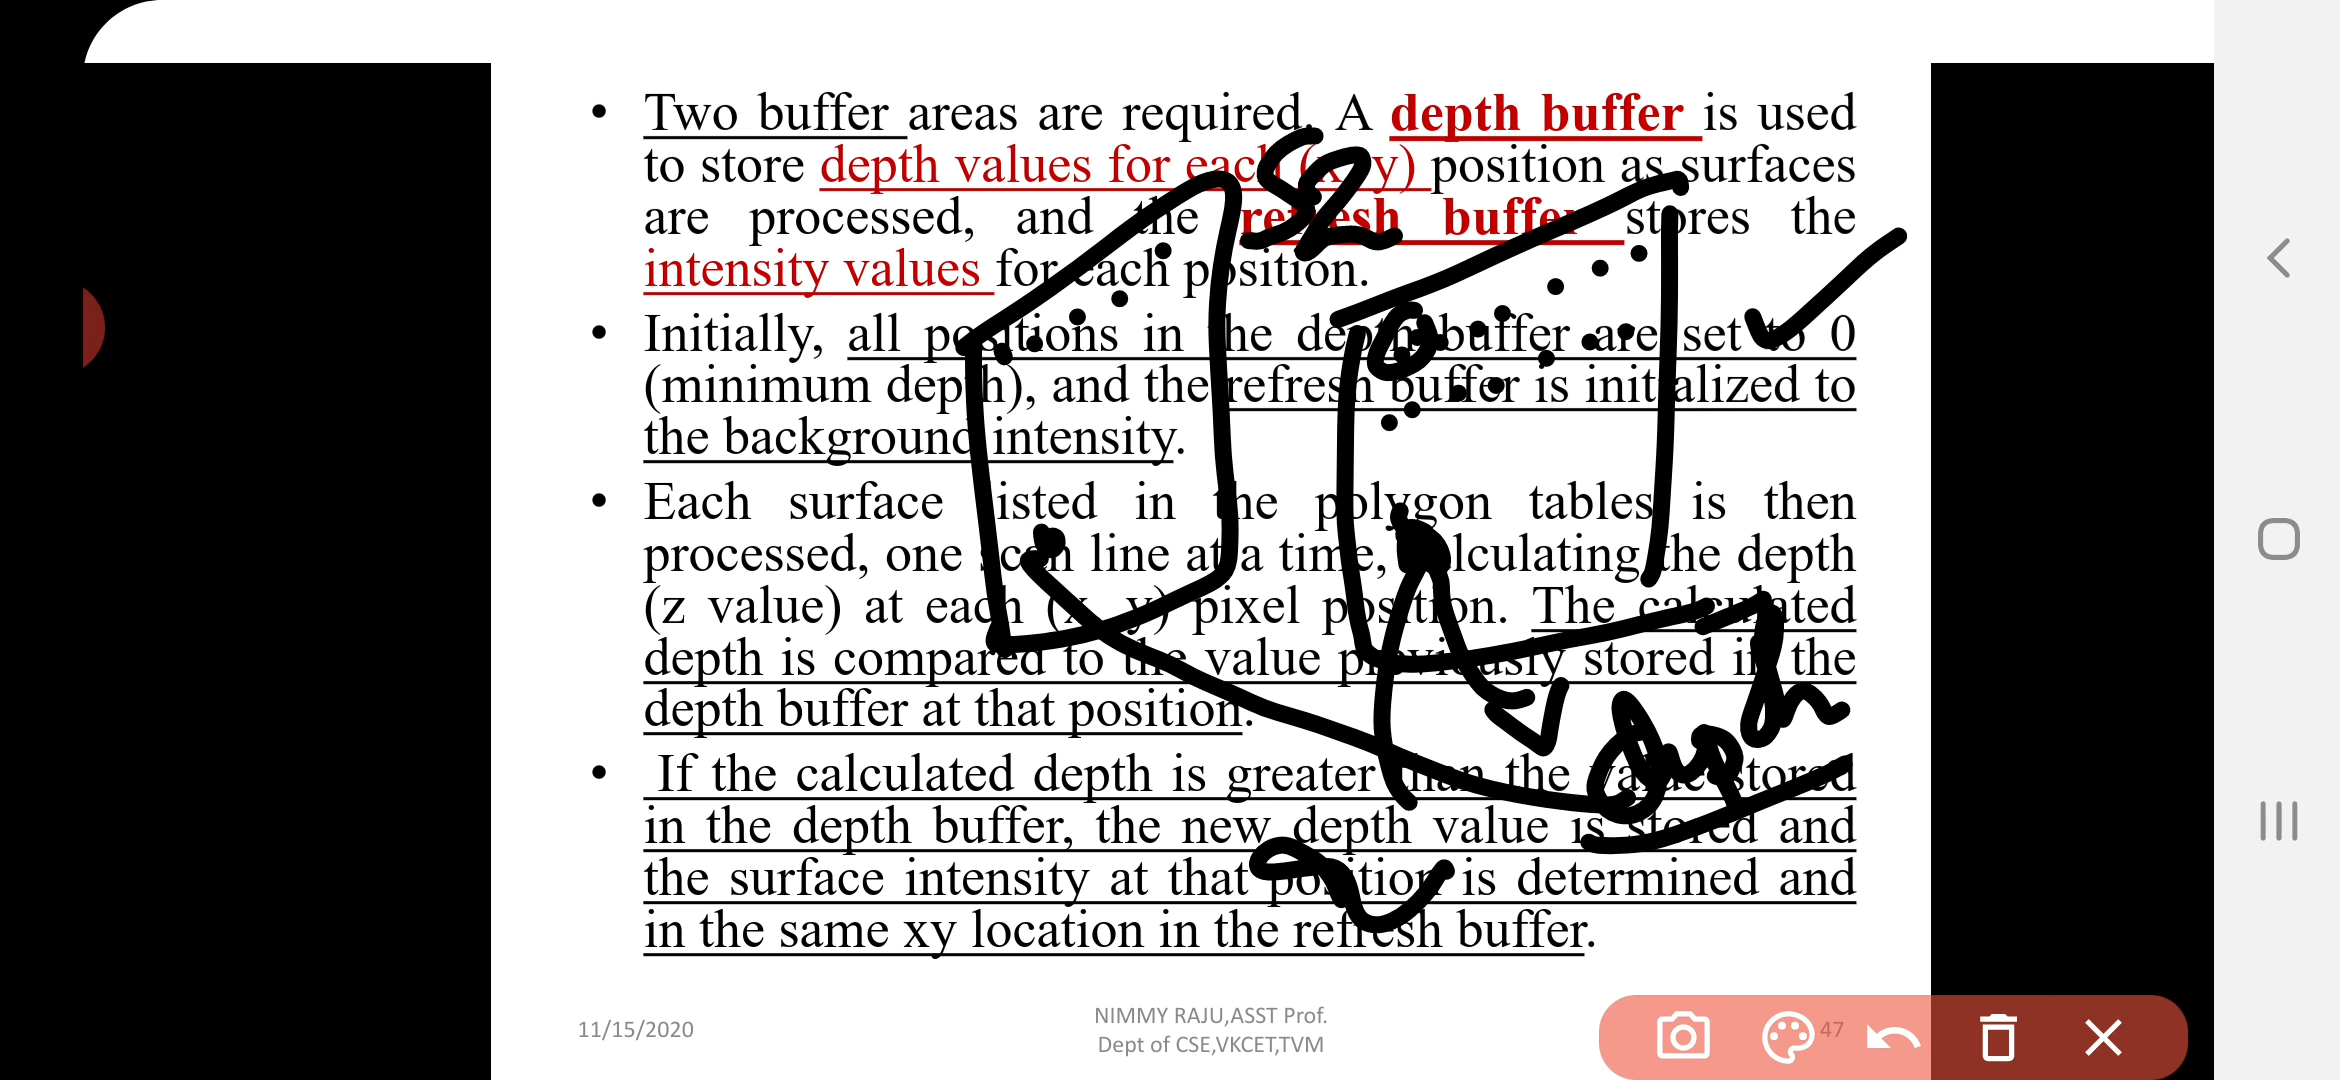 • Two buffer areas are required. A depth buffer is used
to store depth values for each (x, y) position as surfaces
are processed, and the refresh buffer stores the
intensity values for each position.
• Initially, all positions in the depth buffer are set to 0
(minimum depth), and the refresh buffer is initialized to
the background intensity.
• Each surface listed in the polygon tables is then
processed, one scan line at a time, calculating the depth
(z value) at each (x, y) pixel position. The calculated
depth is compared to the value previously stored in the
depth buffer at that position.
• If the calculated depth is greater than the value stored
in the depth buffer, the new depth value is stored and
the surface intensity at that position is determined and
in the same xy location in the refresh buffer.
S2
11/15/2020
NIMMY RAJU,ASST Prof.
Dept of CSE,VKCET,TVM
47